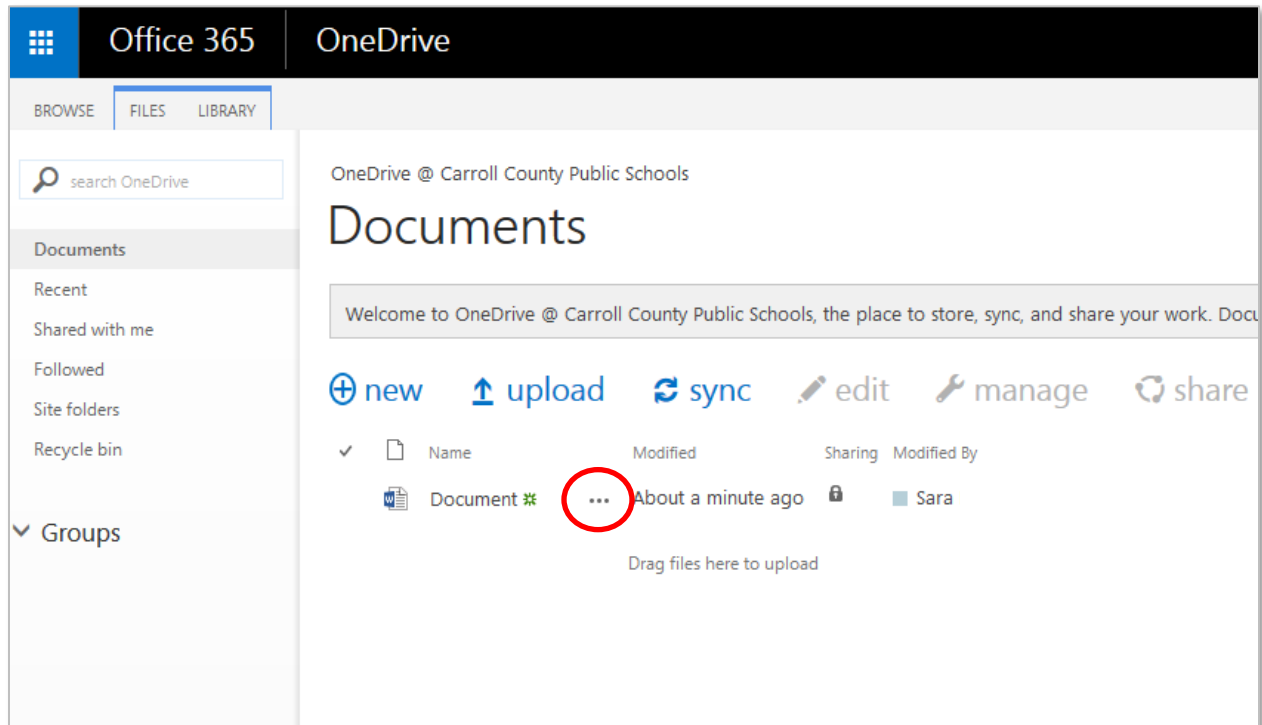 Office 365 OneDrive
BROWSE FILES LIBRARY
search OneDrive
Documents
Recent
Shared with me
Followed
Site folders
Recycle bin
Groups
OneDrive @ Carroll County Public Schools
Documents
Welcome to OneDrive @ Carroll County Public Schools, the place to store, sync, and share your work. Docu
new upload sync edit manage share
Name Modified Sharing Modified By
Document ... About a minute ago Sara
Drag files here to upload